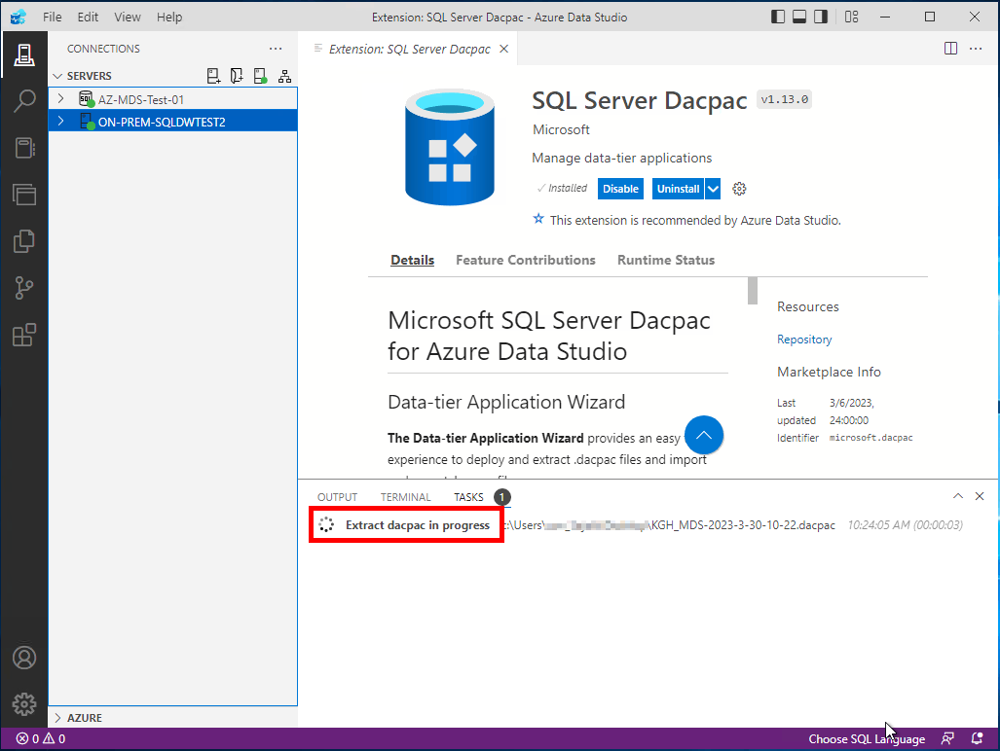 File Edit View Help Extension: SQL Server Dacpac - Azure Data Studio
CONNECTIONS
SERVERS
AZ-MDS-Test-01
ON-PREM-SQLDWTEST2
AZURE
Extension: SQL Server Dacpac
SQL Server Dacpac v1.13.0
Microsoft
Manage data-tier applications
Installed Disable Uninstall
This extension is recommended by Azure Data Studio.
Details Feature Contributions Runtime Status
Microsoft SQL Server Dacpac
for Azure Data Studio
Data-tier Application Wizard
The Data-tier Application Wizard provides an easy
experience to deploy and extract .dacpac files and import
Resources
Repository
Marketplace Info
Last updated 3/6/2023, 24:00:00
Identifier microsoft.dacpac
OUTPUT TERMINAL TASKS 1
Extract dacpac in progress :\Users\ \KGH_MDS-2023-3-30-10-22.dacpac 10:24:05 AM (00:00:03)
0 0 Choose SQL Language